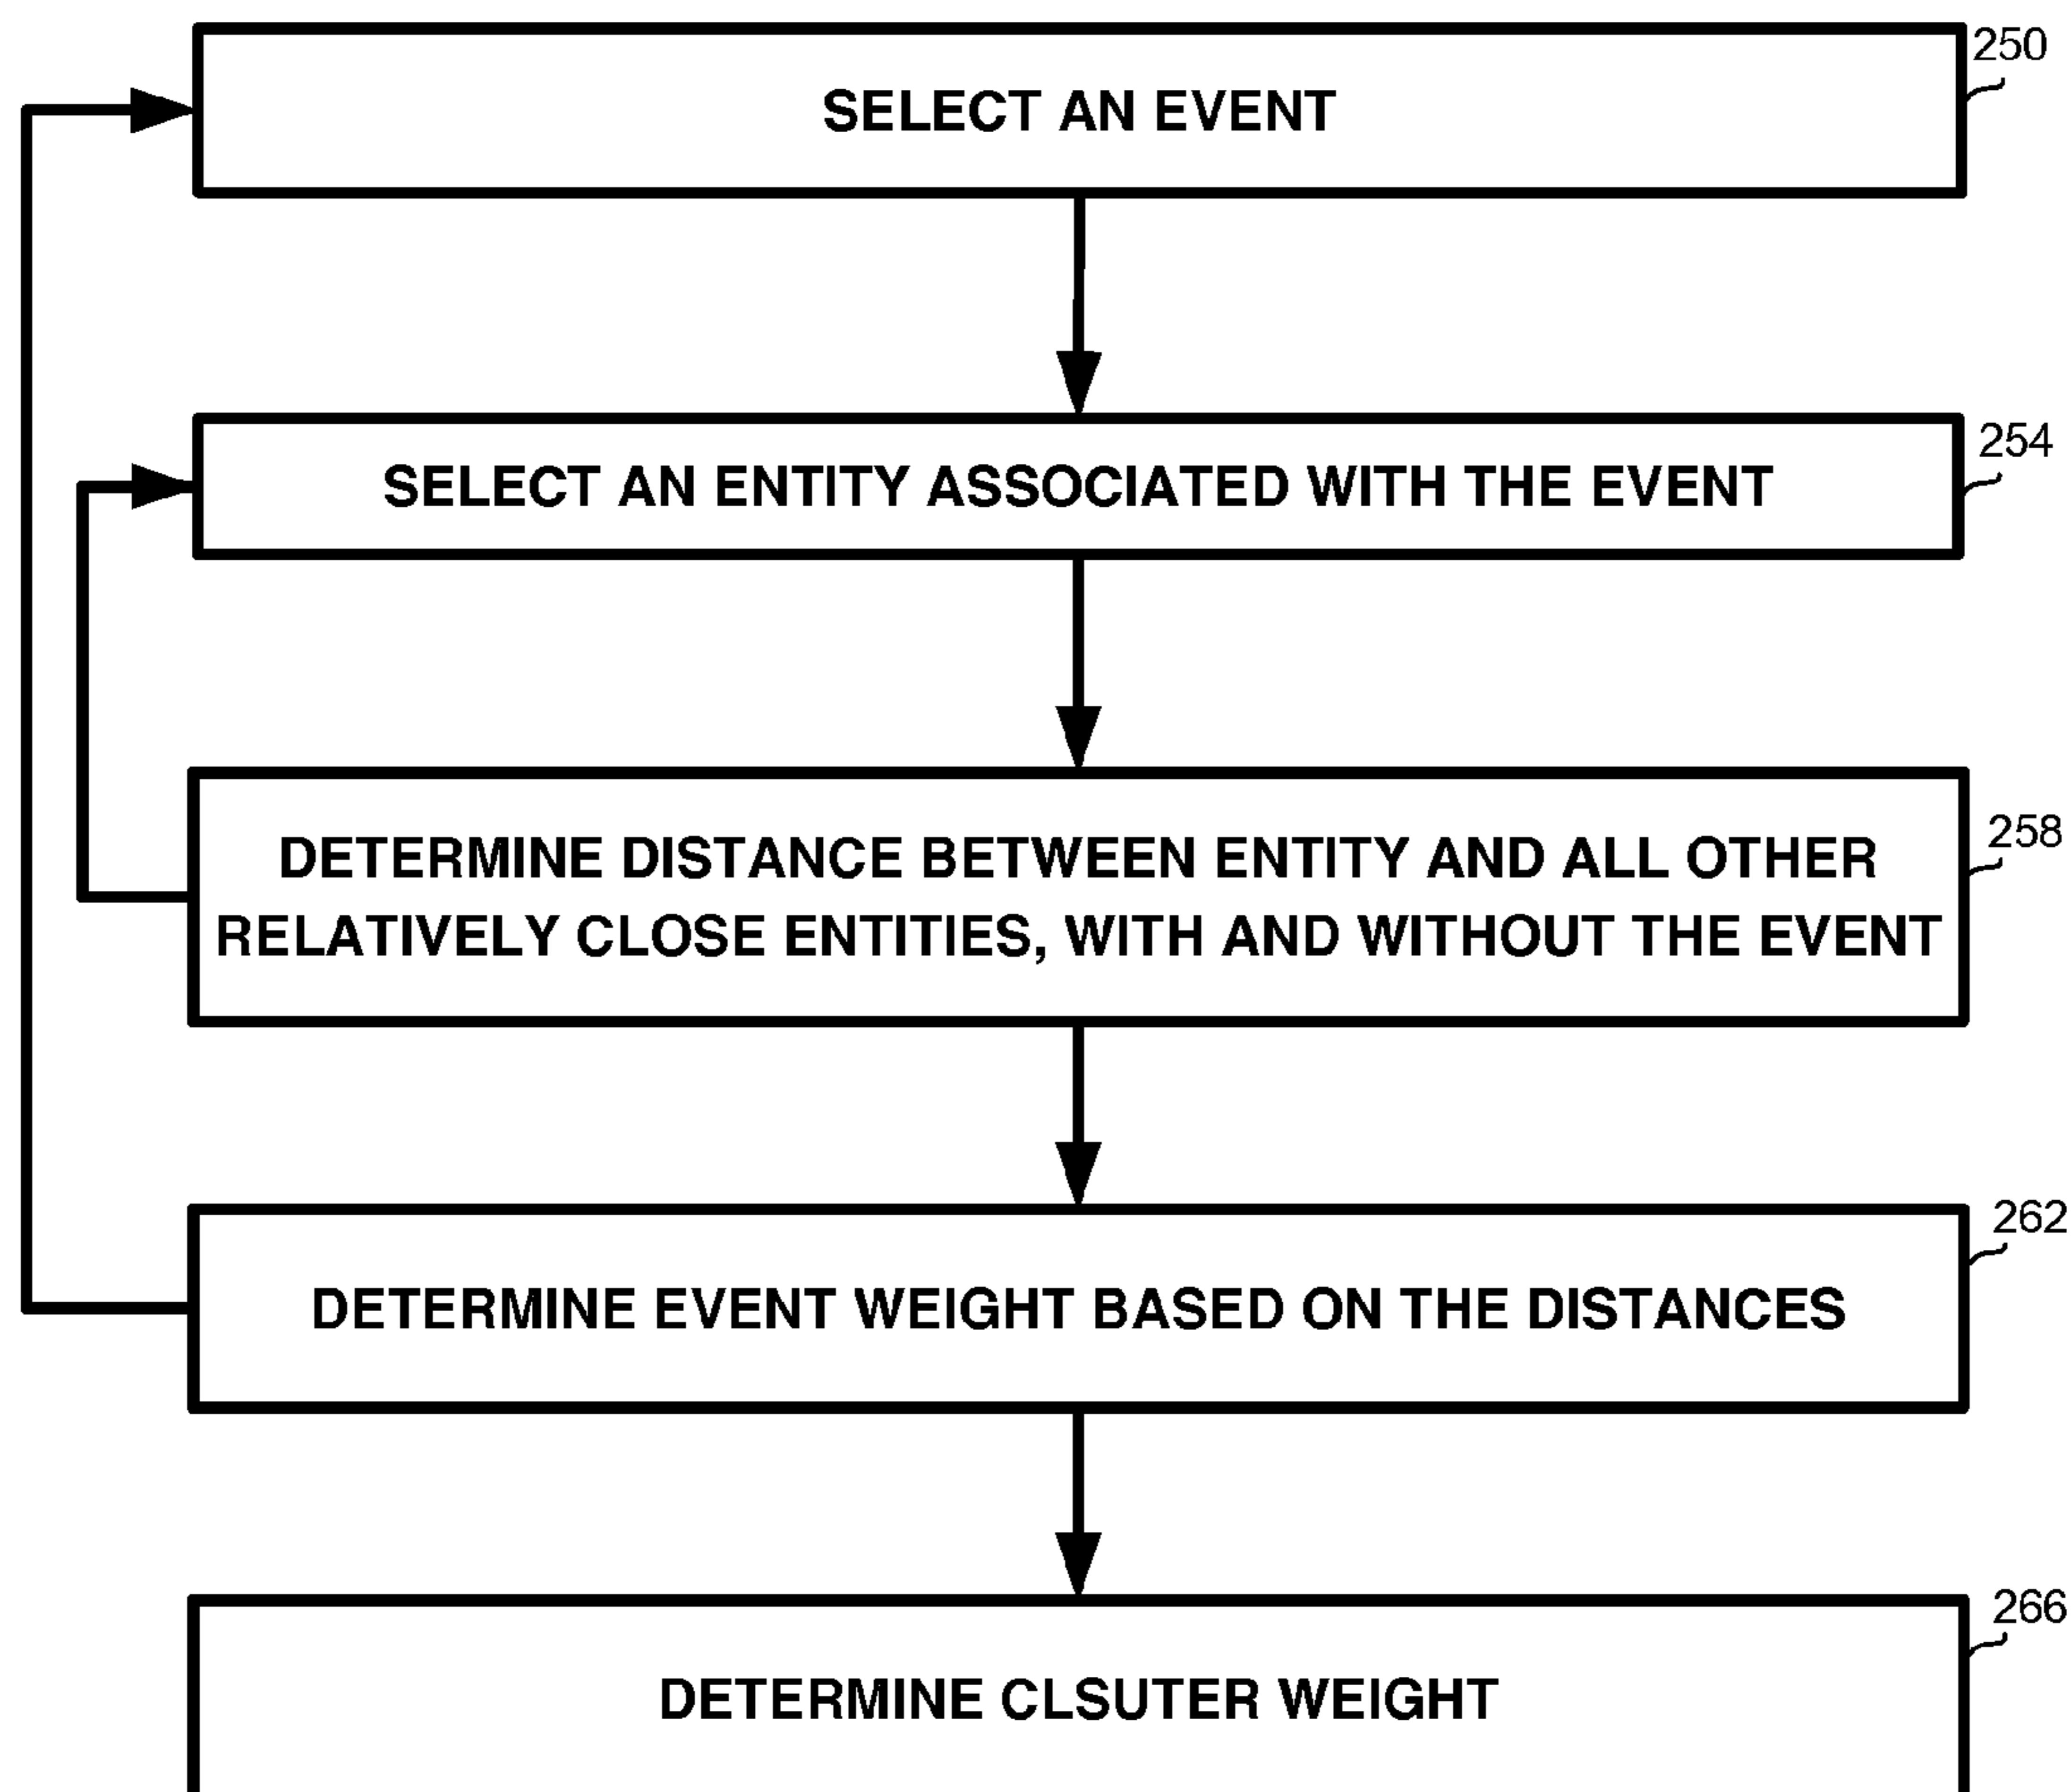 250
SELECT AN EVENT
254
SELECT AN ENTITY ASSOCIATED WITH THE EVENT
258
DETERMINE DISTANCE BETWEEN ENTITY AND ALL OTHER
RELATIVELY CLOSE ENTITIES, WITH AND WITHOUT THE EVENT
262
DETERMINE EVENT WEIGHT BASED ON THE DISTANCES
266
DETERMINE CLSUTER WEIGHT